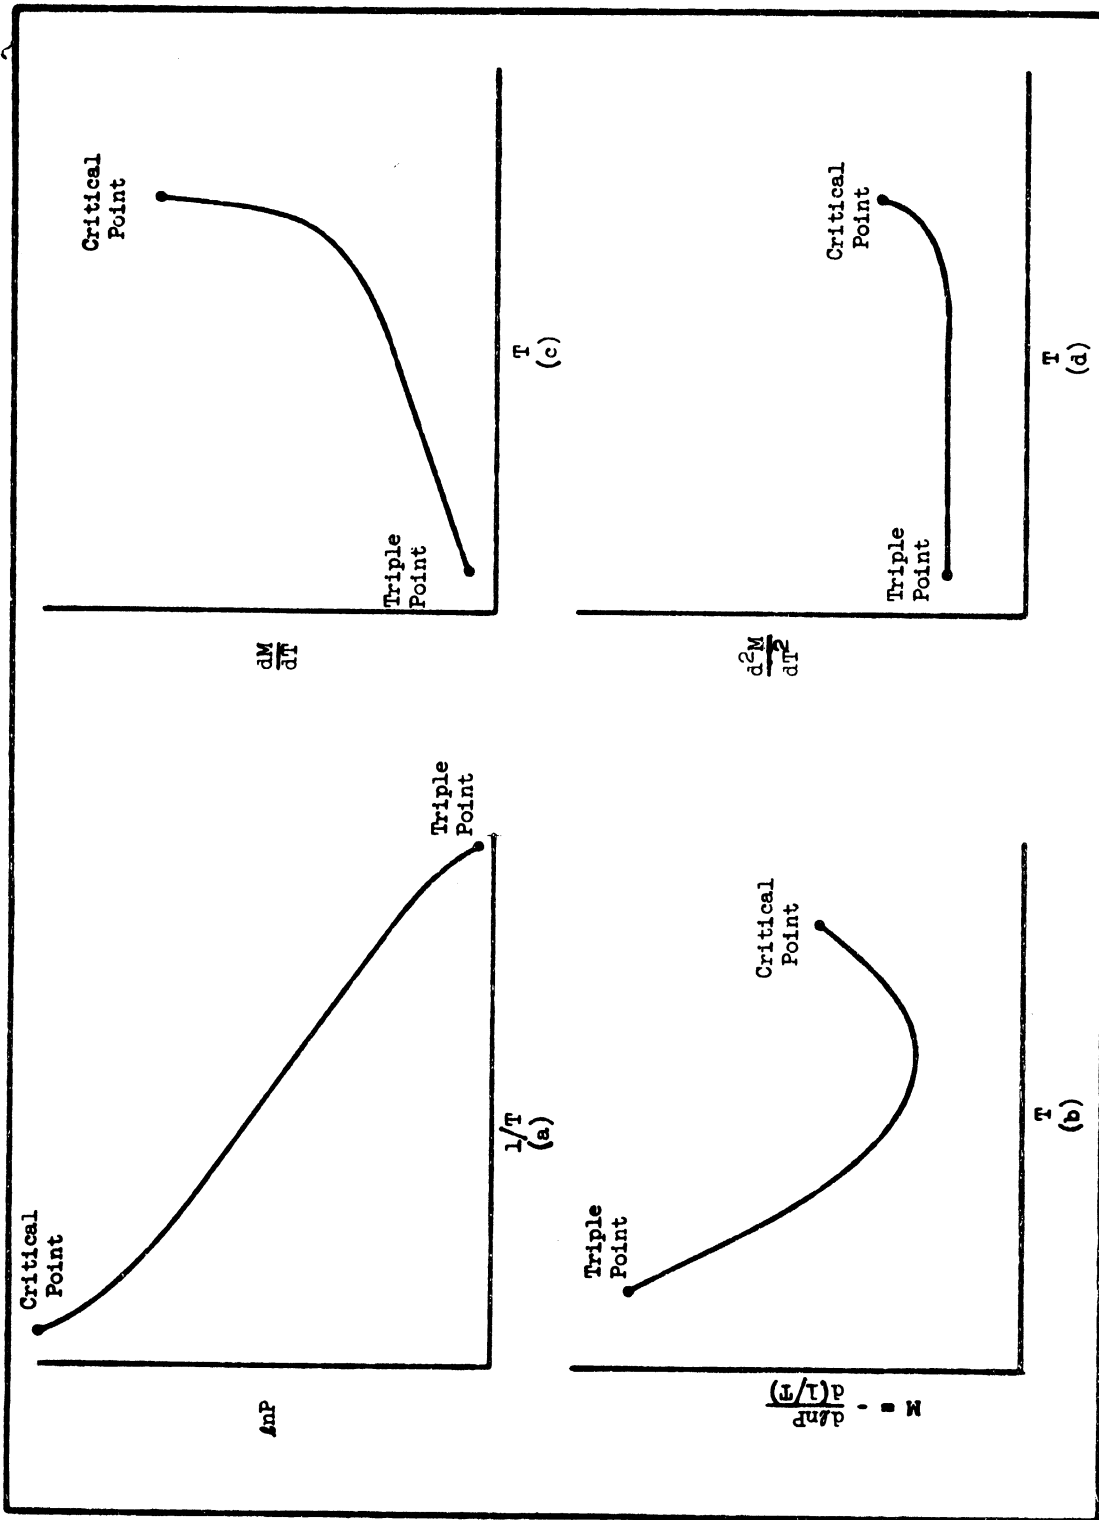 Critical
Point
Triple
Point
lnP
1/T
(a)
Critical
Point
Triple
Point
dM
dT
T
(c)
Triple
Point
Critical
Point
M = - dlnP
d(1/T)
T
(b)
Triple
Point
Critical
Point
d²M
dT²
T
(d)